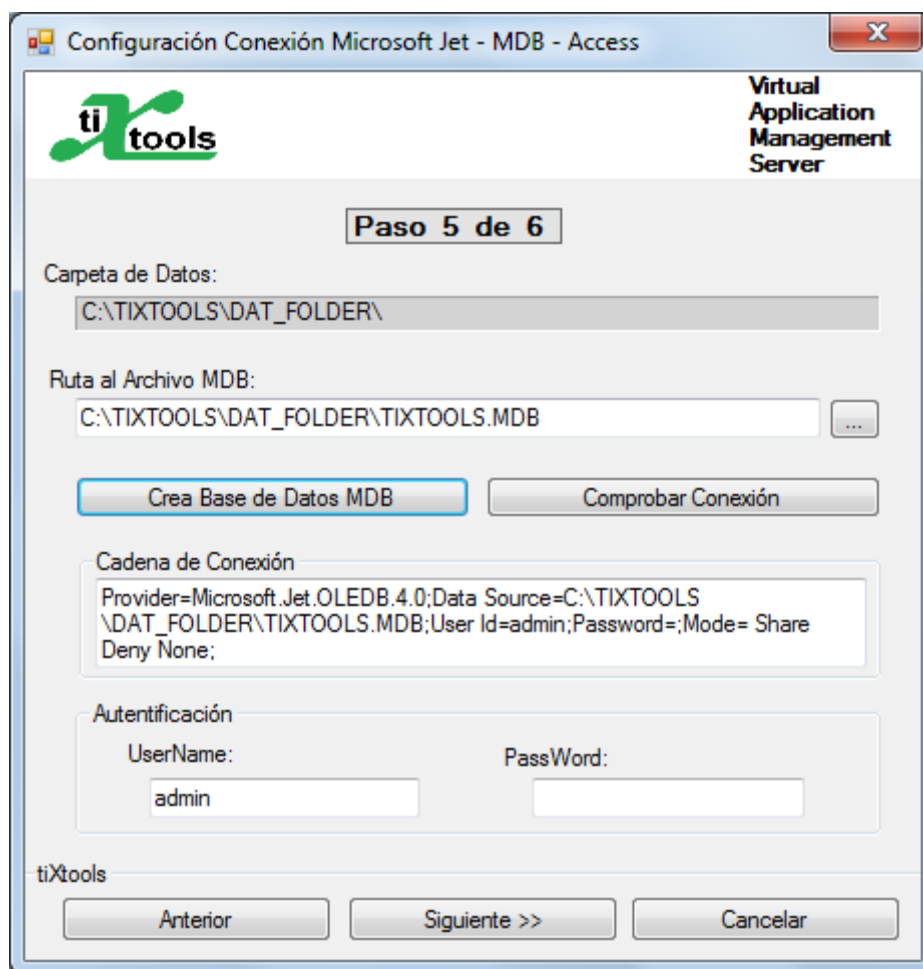 Configuración Conexión Microsoft Jet - MDB - Access
tiXtools
Virtual
Application
Management
Server
Paso 5 de 6
Carpeta de Datos:
C:\TIXTOOLS\DAT_FOLDER\
Ruta al Archivo MDB:
C:\TIXTOOLS\DAT_FOLDER\TIXTOOLS.MDB
...
Crea Base de Datos MDB
Comprobar Conexión
Cadena de Conexión
Provider=Microsoft.Jet.OLEDB.4.0;Data Source=C:\TIXTOOLS
\DAT_FOLDER\TIXTOOLS.MDB;User Id=admin;Password=;Mode= Share
Deny None;
Autentificación
UserName:
PassWord:
admin
tiXtools
Anterior
Siguiente >>
Cancelar